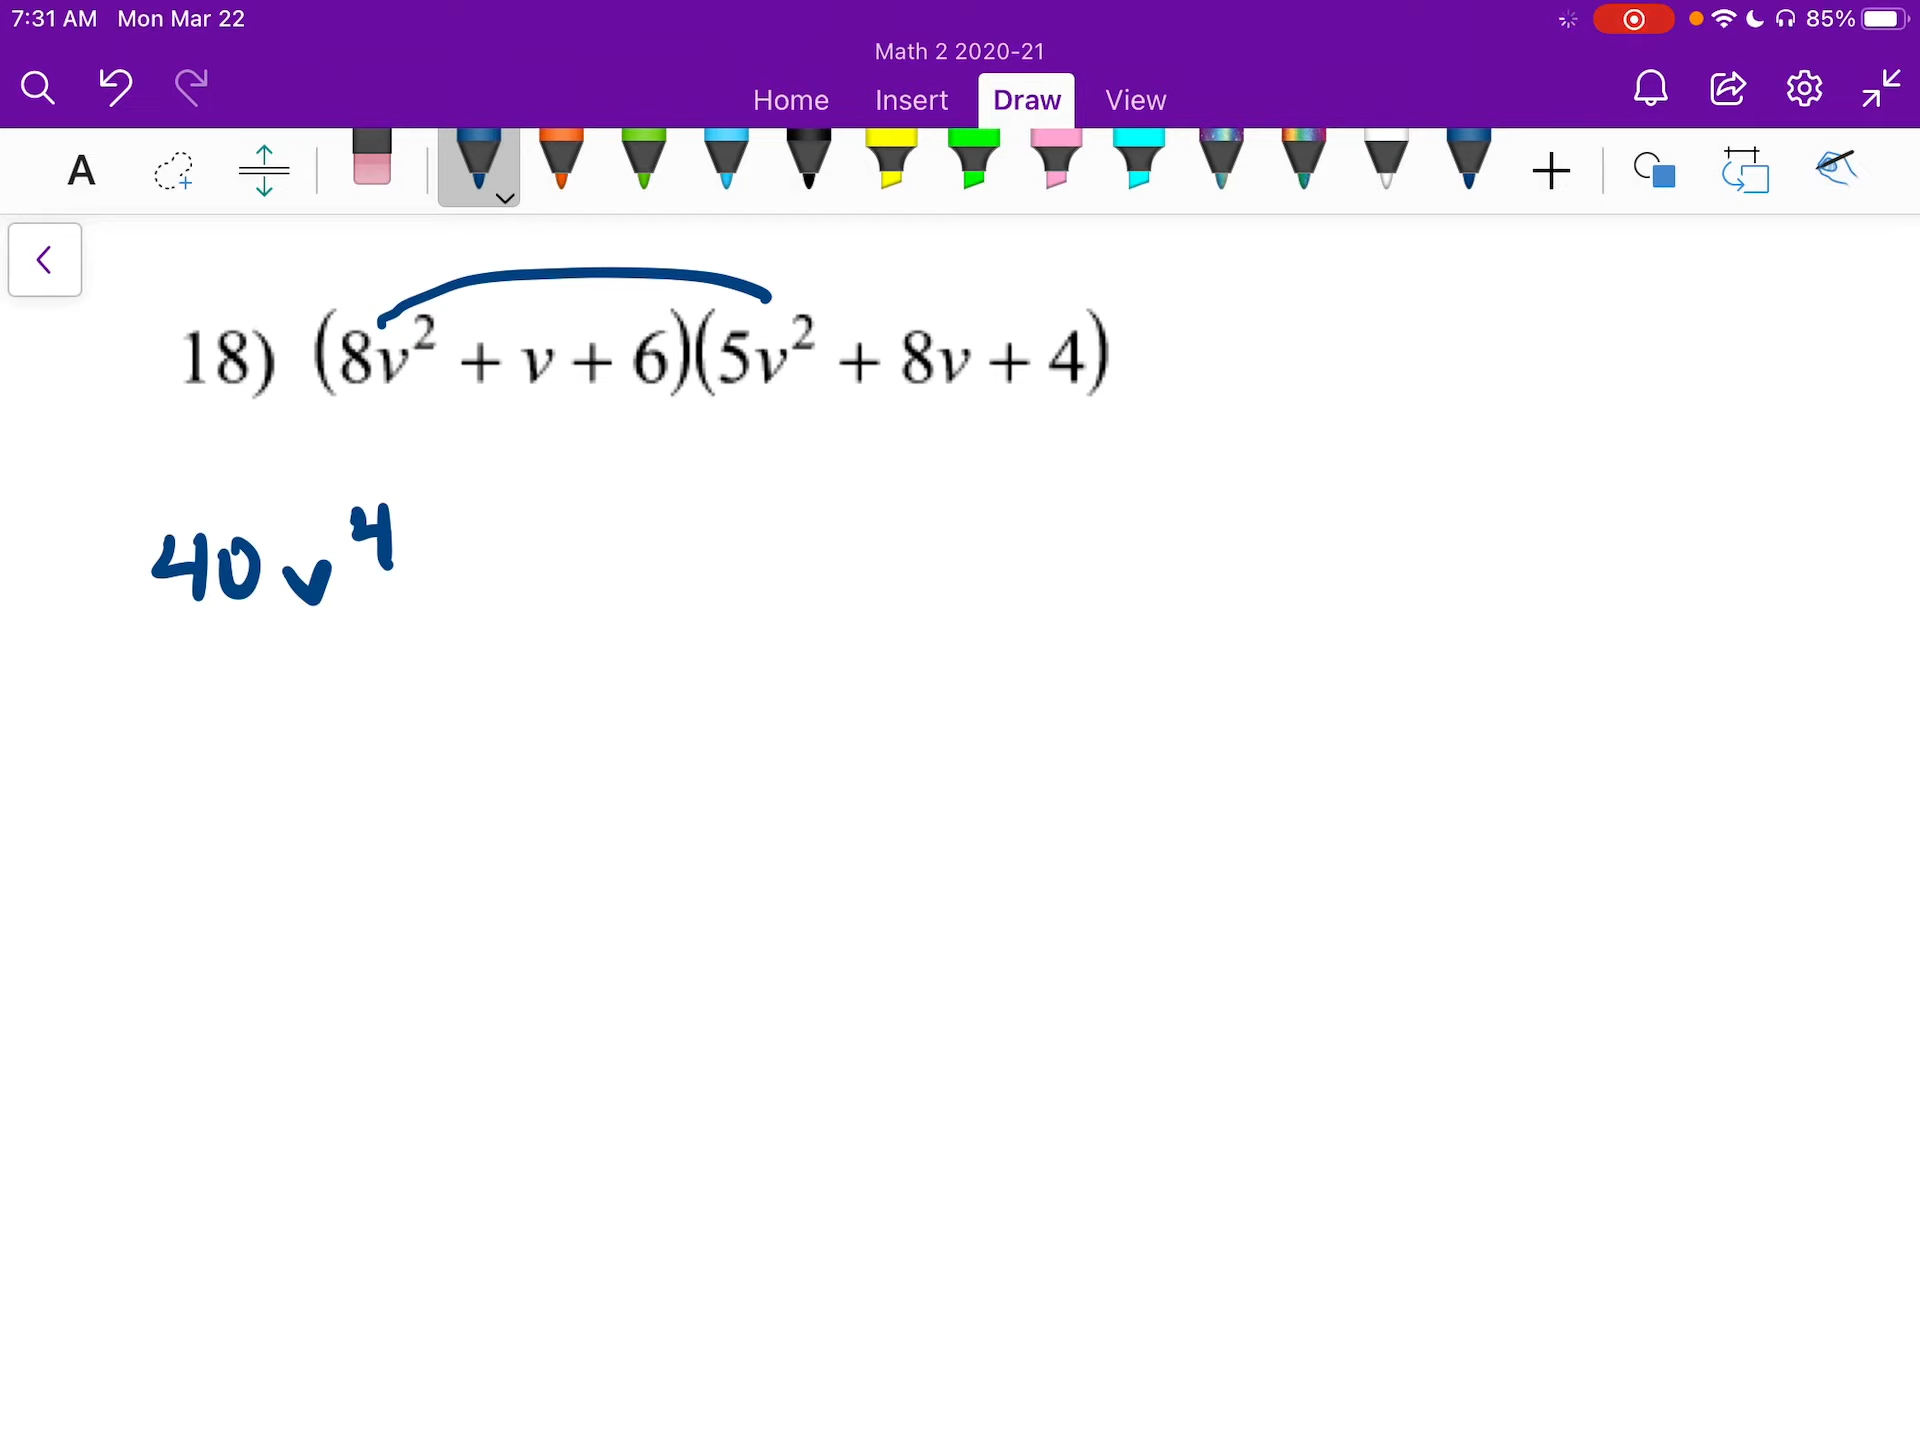 7:31 AM Mon Mar 22 85%
Math 2 2020-21
Home Insert Draw View
A
18) (8v² + v + 6)(5v² + 8v + 4)
40v⁴